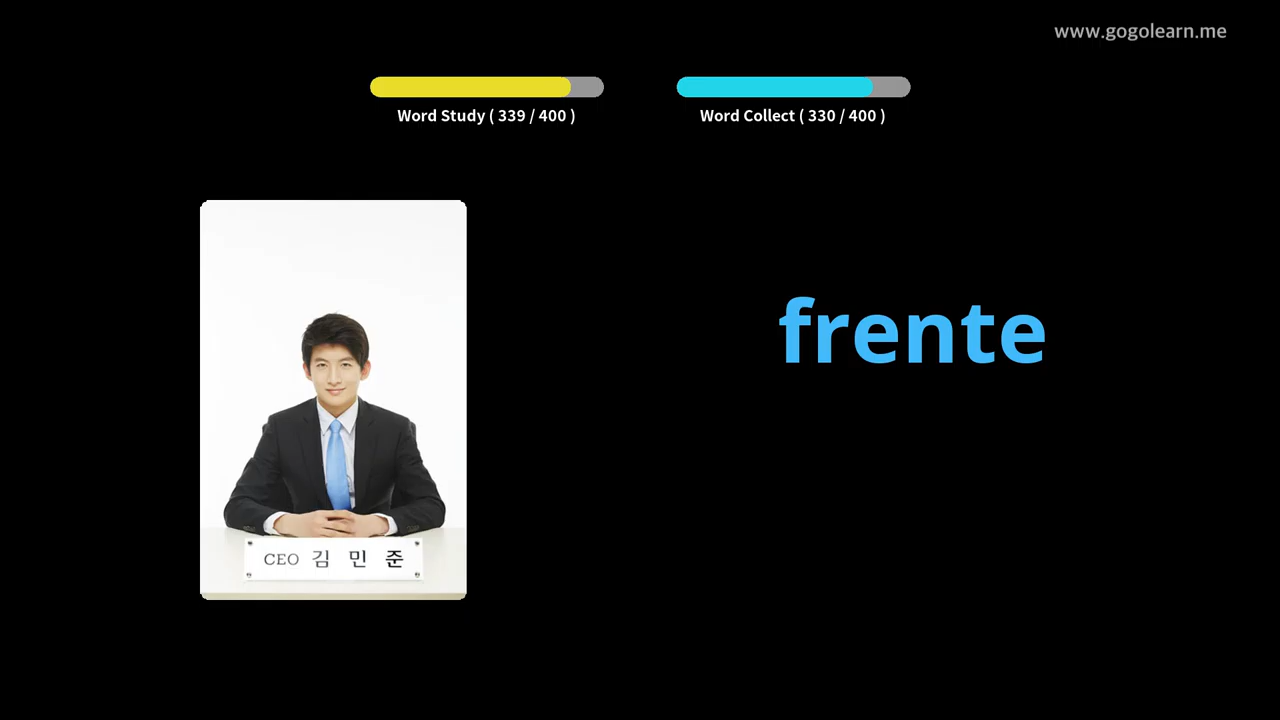 www.gogolearn.me
Word Study ( 339 / 400 )
Word Collect ( 330 / 400 )
frente
CEO 김 민 준